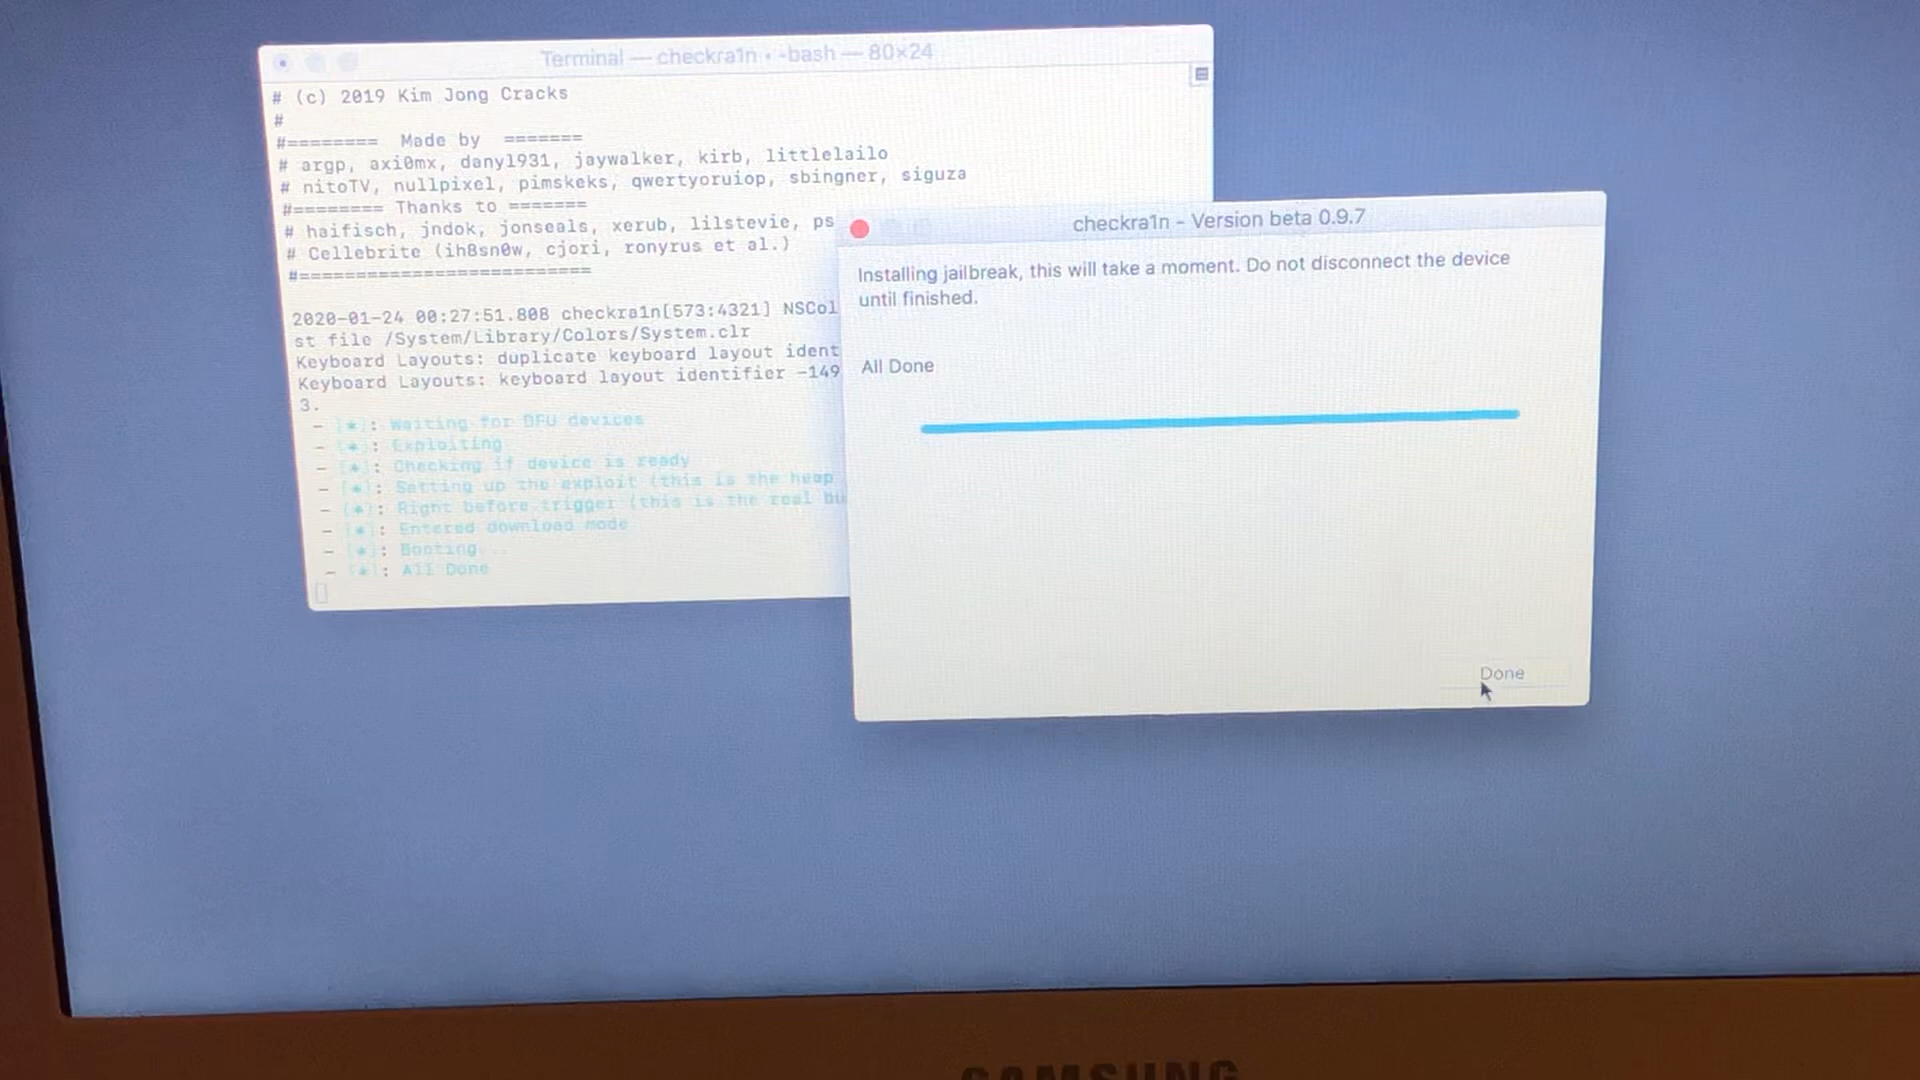 Terminal — checkra1n • -bash — 80×24
# (c) 2019 Kim Jong Cracks
#
#======== Made by =======
# argp, axi0mx, danyl931, jaywalker, kirb, littlelailo
# nitoTV, nullpixel, pimskeks, qwertyoruiop, sbingner, siguza
#======== Thanks to =======
# haifisch, jndok, jonseals, xerub, lilstevie, ps
# Cellebrite (ih8sn0w, cjori, ronyrus et al.)
#==========================
2020-01-24 00:27:51.808 checkra1n[573:4321] NSCol
st file /System/Library/Colors/System.clr
Keyboard Layouts: duplicate keyboard layout ident
Keyboard Layouts: keyboard layout identifier -149
3.
- [*]: Waiting for DFU devices
- [*]: Exploiting
- [*]: Checking if device is ready
- [*]: Setting up the exploit (this is the heap
- [*]: Right before trigger (this is the real bu
- [*]: Entered download mode
- [*]: Booting...
- [*]: All Done
checkra1n - Version beta 0.9.7
Installing jailbreak, this will take a moment. Do not disconnect the device
until finished.
All Done
Done
SAMSUNG